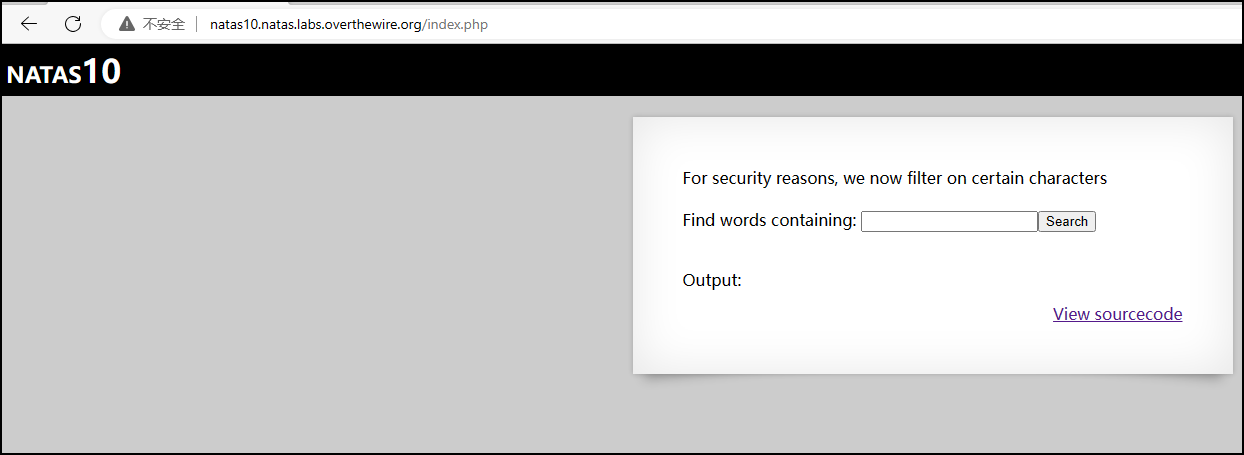 不安全 natas10.natas.labs.overthewire.org/index.php
NATAS10
For security reasons, we now filter on certain characters
Find words containing: Search
Output:
View sourcecode